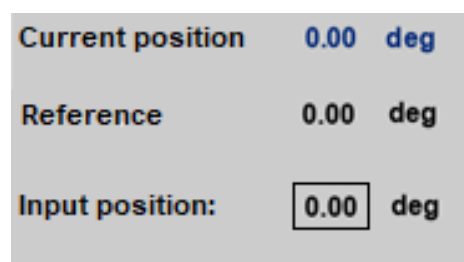 Current position 0.00 deg
Reference 0.00 deg
Input position: 0.00 deg